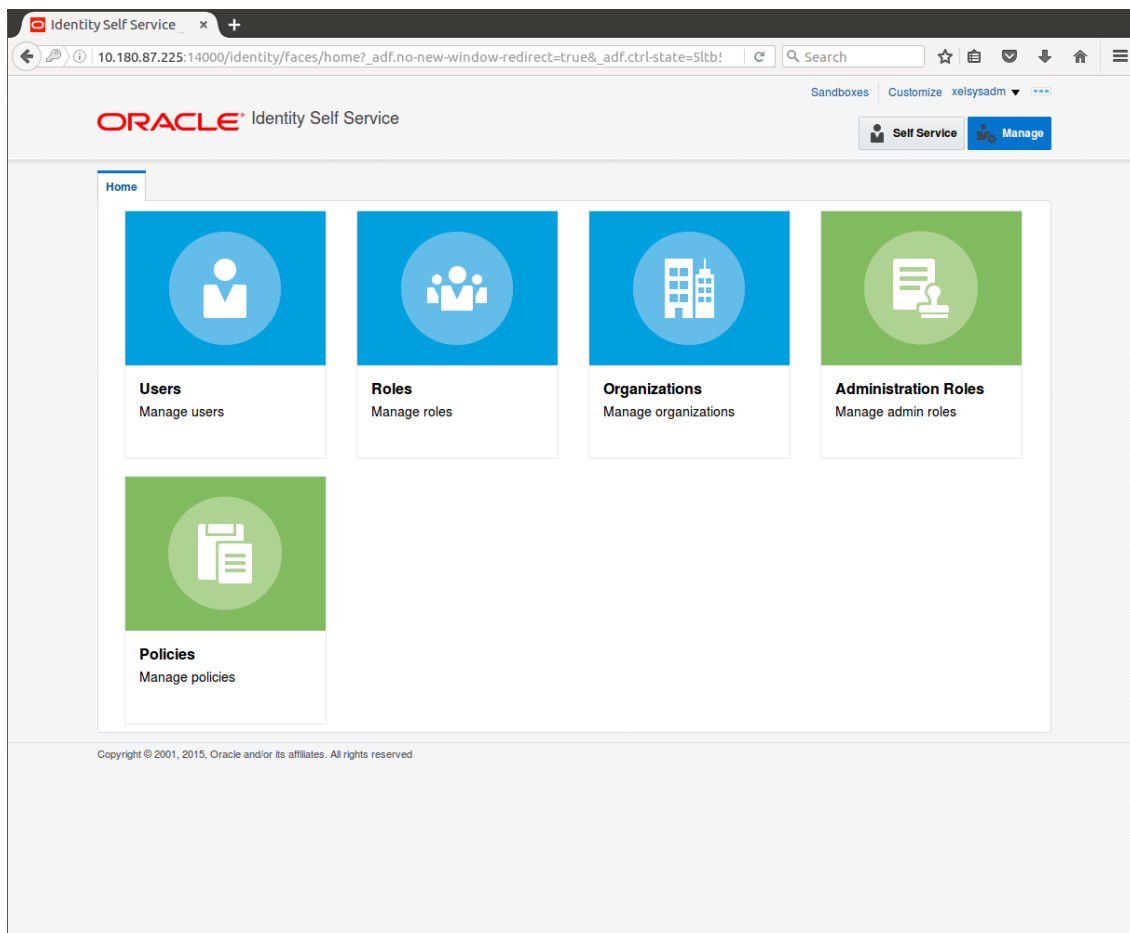 Identity Self Service
10.180.87.225:14000/identity/faces/home?_adf.no-new-window-redirect=true&_adf.ctrl-state=5ltb5
Search
Sandboxes Customize xelsysadm
ORACLE® Identity Self Service
Self Service Manage
Home
Users Roles Organizations Administration Roles
Manage users Manage roles Manage organizations Manage admin roles
Policies
Manage policies
Copyright © 2001, 2015, Oracle and/or its affiliates. All rights reserved